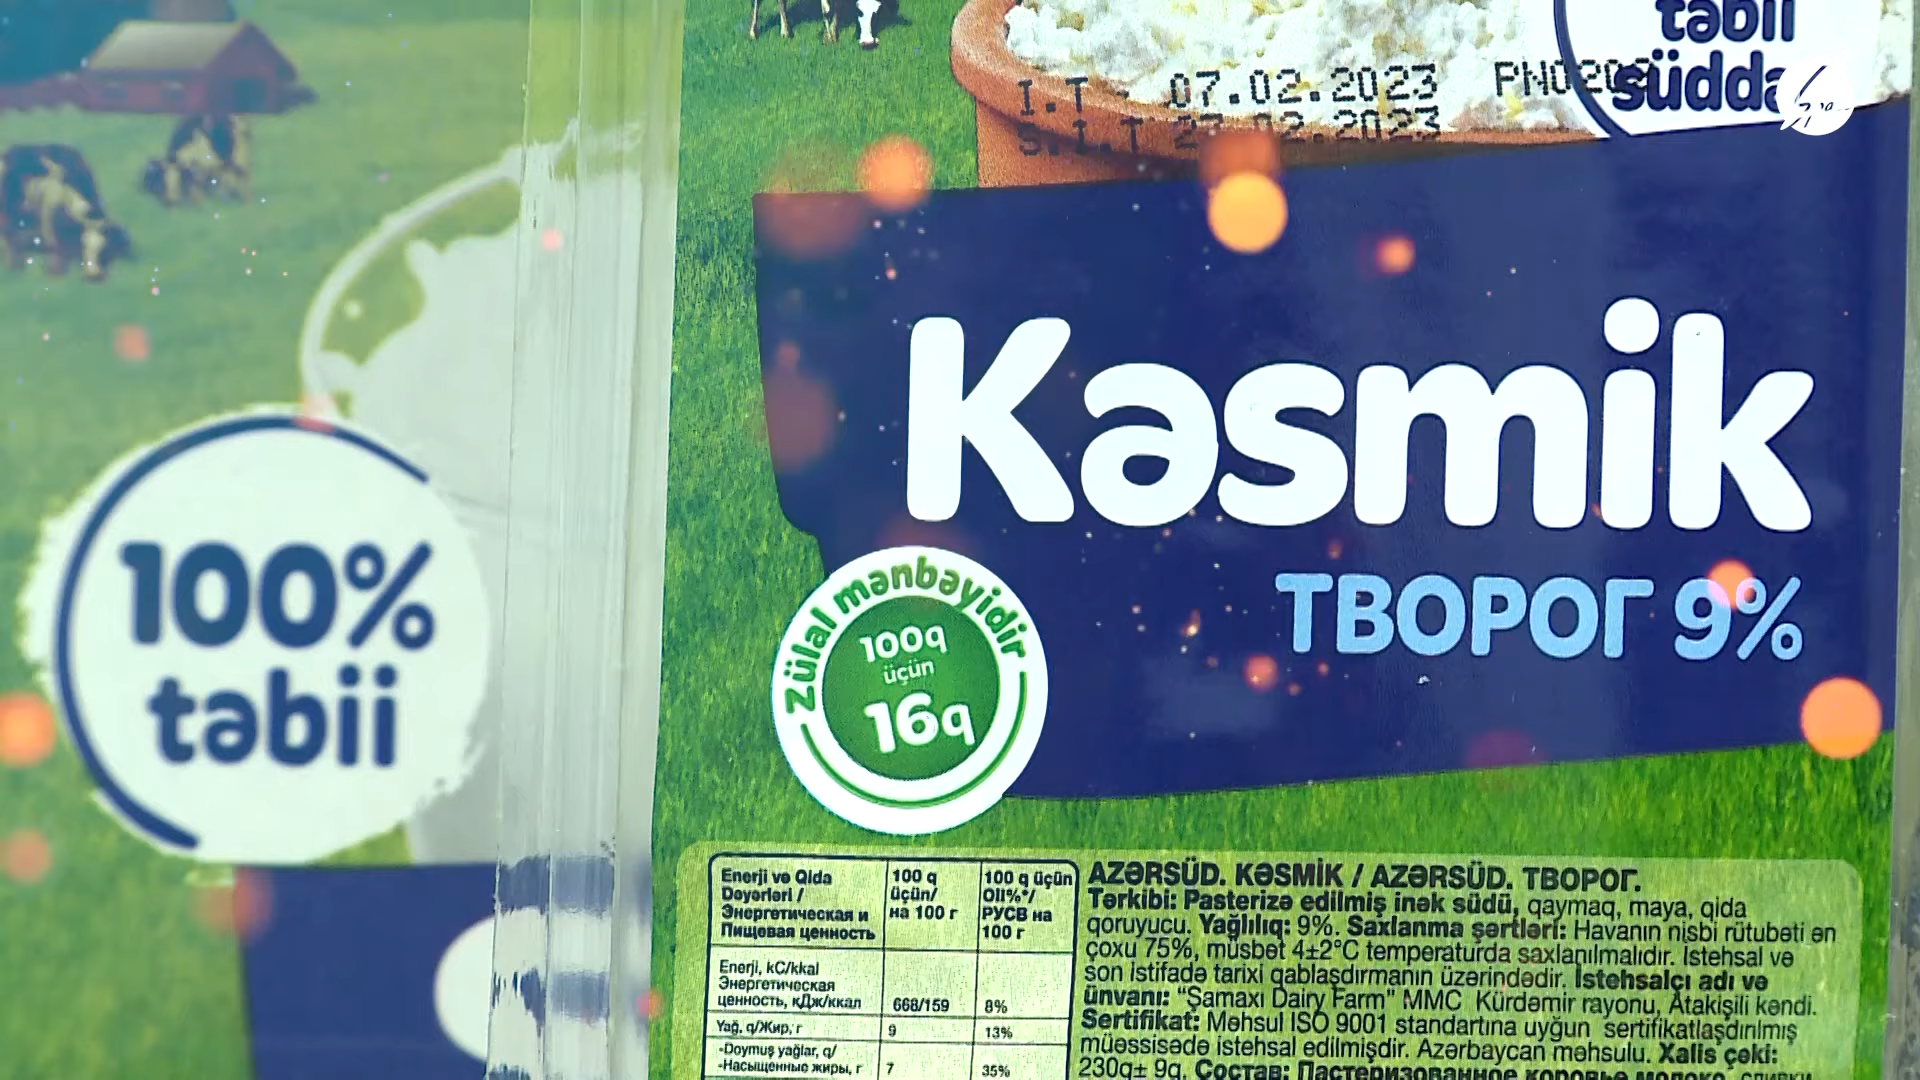 təbii
I.T - 07.02.2023 PN0202
S.I.T 27.02.2023
Kəsmik
ТВОРОГ 9%
Zülal mənbəyidir
100q
üçün
16q
100%
təbii
Enerji və Qida
Dəyərləri /
Энергетическая и
Пищевая ценность
100 q
üçün/
на 100 г
100 q üçün
Oll%*/
РУСВ на
100 г
Enerji, kC/kkal
Энергетическая
ценность, кДж/ккал
668/159
8%
Yağ, q/Жир, г
9
13%
-Doymuş yağlar, q/
-Насыщенные жиры, г
7
35%
AZƏRSÜD. KƏSMİK / AZƏRSÜD. ТВОРОГ.
Tərkibi: Pasterizə edilmiş inək südü, qaymaq, maya, qida
qoruyucu. Yağlılıq: 9%. Saxlanma şərtləri: Havanın nisbi rütubəti ən
çoxu 75%, müsbət 4±2°C temperaturda saxlanılmalıdır. İstehsal və
son istifadə tarixi qablaşdırmanın üzərindədir. İstehsalçı adı və
ünvanı: "Şamaxı Dairy Farm" MMC Kürdəmir rayonu, Atakişili kəndi.
Sertifikat: Məhsul ISO 9001 standartına uyğun sertifikatlaşdırılmış
müəssisədə istehsal edilmişdir. Azərbaycan məhsulu. Xalis çəki:
230q± 9q. Состав: Пастеризованное коровье молоко, сливки